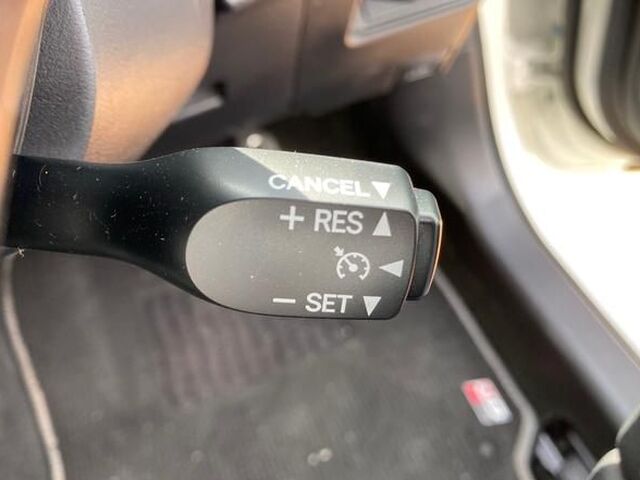 CANCEL ▼
+ RES ▲
◄
− SET ▼